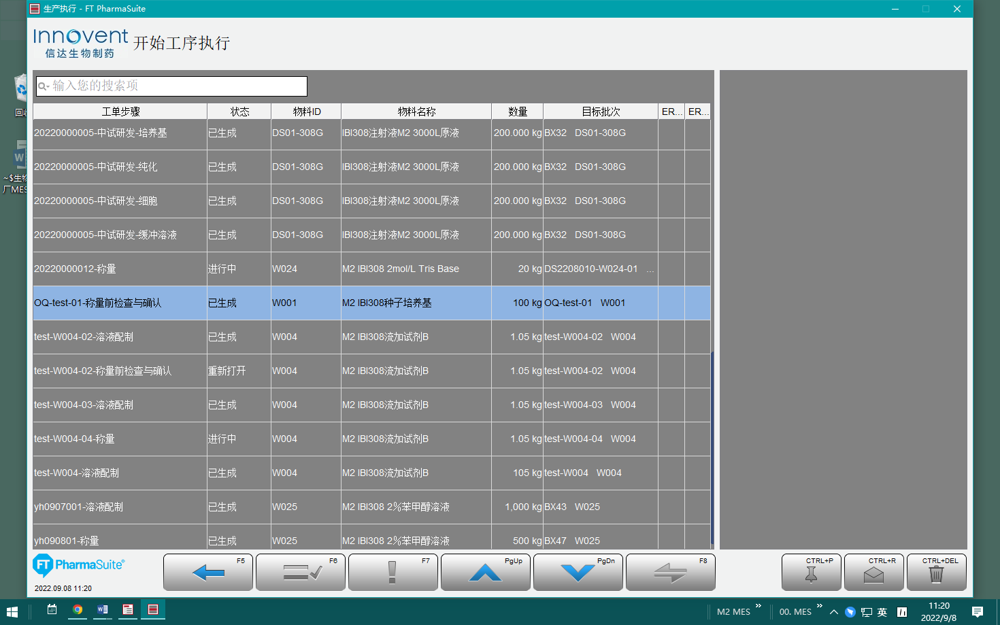 生产执行 - FT PharmaSuite
Innovent
信达生物制药
开始工序执行
输入您的搜索项
工单步骤 状态 物料ID 物料名称 数量 目标批次 ER... ER...
20220000005-中试研发-培养基 已生成 DS01-308G IBI308注射液M2 3000L原液 200.000 kg BX32 DS01-308G
20220000005-中试研发-纯化 已生成 DS01-308G IBI308注射液M2 3000L原液 200.000 kg BX32 DS01-308G
20220000005-中试研发-细胞 已生成 DS01-308G IBI308注射液M2 3000L原液 200.000 kg BX32 DS01-308G
20220000005-中试研发-缓冲溶液 已生成 DS01-308G IBI308注射液M2 3000L原液 200.000 kg BX32 DS01-308G
20220000012-称量 进行中 W024 M2 IBI308 2mol/L Tris Base 20 kg DS2208010-W024-01 ...
OQ-test-01-称量前检查与确认 已生成 W001 M2 IBI308种子培养基 100 kg OQ-test-01 W001
test-W004-02-溶液配制 已生成 W004 M2 IBI308流加试剂B 1.05 kg test-W004-02 W004
test-W004-02-称量前检查与确认 重新打开 W004 M2 IBI308流加试剂B 1.05 kg test-W004-02 W004
test-W004-03-溶液配制 已生成 W004 M2 IBI308流加试剂B 1.05 kg test-W004-03 W004
test-W004-04-称量 进行中 W004 M2 IBI308流加试剂B 1.05 kg test-W004-04 W004
test-W004-溶液配制 已生成 W004 M2 IBI308流加试剂B 105 kg test-W004 W004
yh0907001-溶液配制 已生成 W025 M2 IBI308 2%苯甲醇溶液 1,000 kg BX43 W025
yh090801-称量 已生成 W025 M2 IBI308 2%苯甲醇溶液 500 kg BX47 W025
FT PharmaSuite
2022.09.08 11:20
F5 F6 F7 PgUp PgDn F8 CTRL+P CTRL+R CTRL+DEL
回收
W
~$生物
厂MES
M2 MES 00. MES 英 11:20
2022/9/8